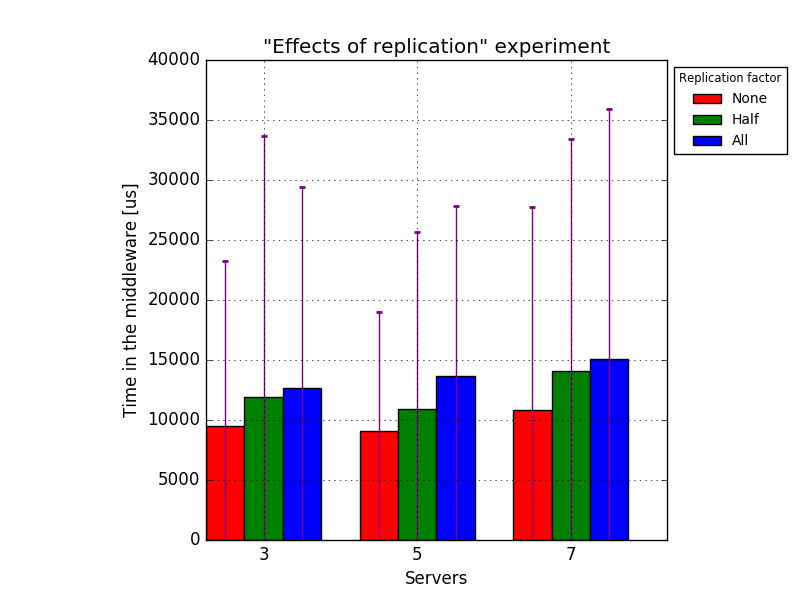 "Effects of replication" experiment
40000
35000
30000
25000
20000
15000
10000
5000
0
Time in the middleware [us]
3
5
7
Servers
Replication factor
None
Half
All